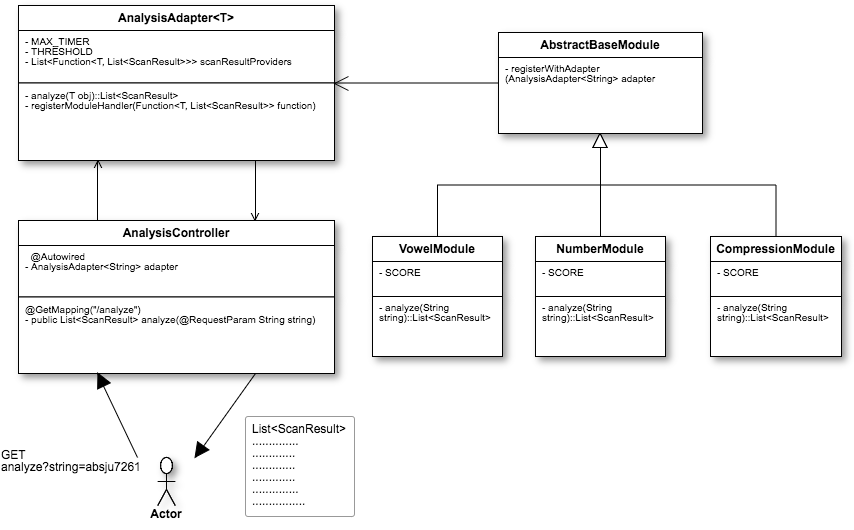 AnalysisAdapter<T>
- MAX_TIMER
- THRESHOLD
- List<Function<T, List<ScanResult>>> scanResultProviders
- analyze(T obj)::List<ScanResult>
- registerModuleHandler(Function<T, List<ScanResult>> function)
AbstractBaseModule
- registerWithAdapter
(AnalysisAdapter<String> adapter
AnalysisController
@Autowired
- AnalysisAdapter<String> adapter
@GetMapping("/analyze")
- public List<ScanResult> analyze(@RequestParam String string)
VowelModule
- SCORE
- analyze(String
string)::List<ScanResult>
NumberModule
- SCORE
- analyze(String
string)::List<ScanResult>
CompressionModule
- SCORE
- analyze(String
string)::List<ScanResult>
GET
analyze?string=absju7261
Actor
List<ScanResult>
..............
.............
.............
.............
..............
................